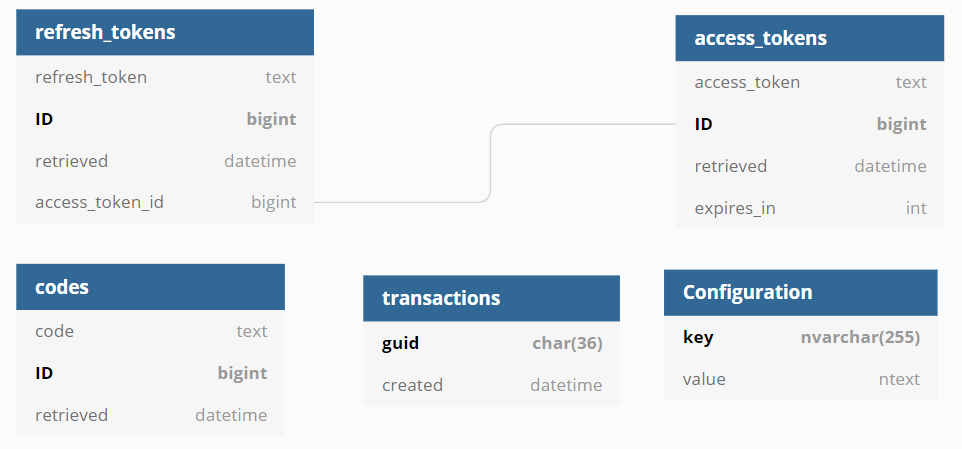 refresh_tokens
refresh_token text
ID bigint
retrieved datetime
access_token_id bigint
access_tokens
access_token text
ID bigint
retrieved datetime
expires_in int
codes
code text
ID bigint
retrieved datetime
transactions
guid char(36)
created datetime
Configuration
key nvarchar(255)
value ntext